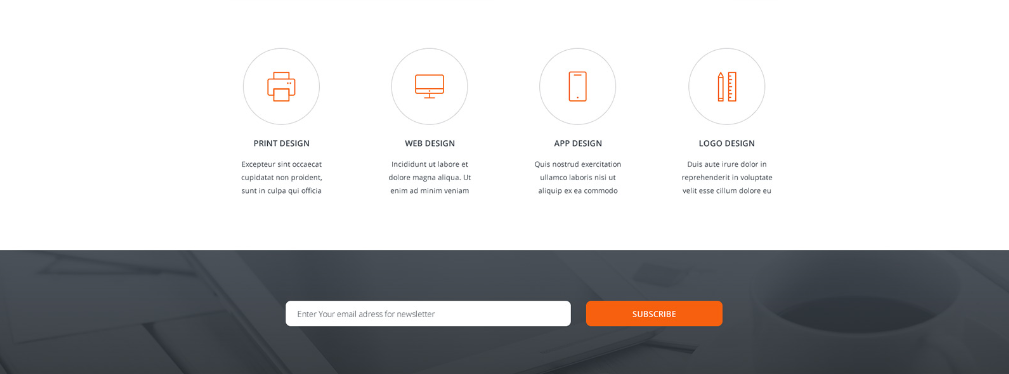 PRINT DESIGN
Excepteur sint occaecat
cupidatat non proident,
sunt in culpa qui officia
WEB DESIGN
Incididunt ut labore et
dolore magna aliqua. Ut
enim ad minim veniam
APP DESIGN
Quis nostrud exercitation
ullamco laboris nisi ut
aliquip ex ea commodo
LOGO DESIGN
Duis aute irure dolor in
reprehenderit in voluptate
velit esse cillum dolore eu
Enter Your email adress for newsletter
SUBSCRIBE